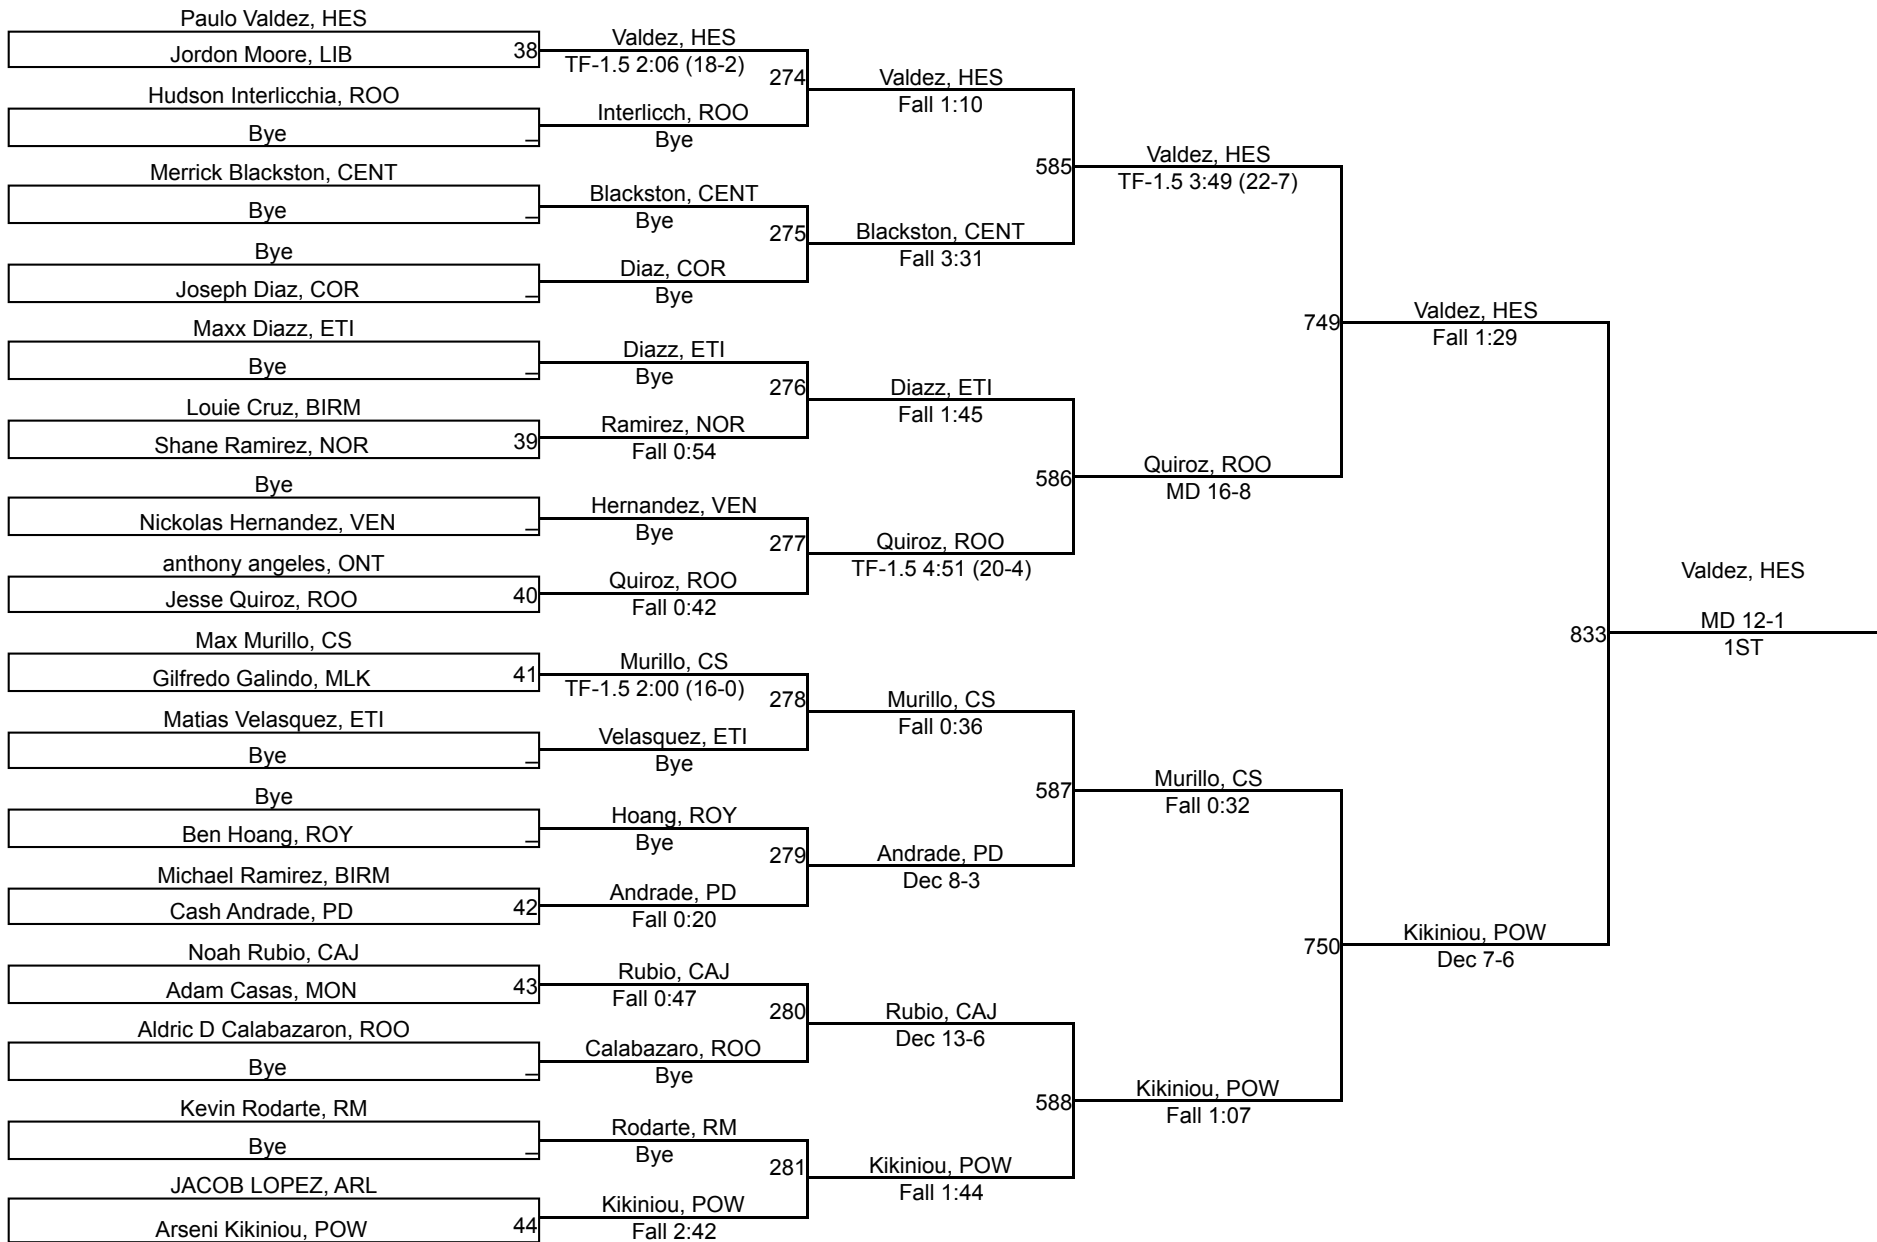 Paulo Valdez, HES
Jordon Moore, LIB 38
Hudson Interlicchia, ROO
Bye _
Merrick Blackston, CENT
Bye _
Bye
Joseph Diaz, COR _
Maxx Diazz, ETI
Bye _
Louie Cruz, BIRM
Shane Ramirez, NOR 39
Bye
Nickolas Hernandez, VEN _
anthony angeles, ONT
Jesse Quiroz, ROO 40
Max Murillo, CS
Gilfredo Galindo, MLK 41
Matias Velasquez, ETI
Bye _
Bye
Ben Hoang, ROY _
Michael Ramirez, BIRM
Cash Andrade, PD 42
Noah Rubio, CAJ
Adam Casas, MON 43
Aldric D Calabazaron, ROO
Bye _
Kevin Rodarte, RM
Bye _
JACOB LOPEZ, ARL
Arseni Kikiniou, POW 44
Valdez, HES
TF-1.5 2:06 (18-2)
274
Interlicch, ROO
Bye
Blackston, CENT
Bye
275
Diaz, COR
Bye
Diazz, ETI
Bye
276
Ramirez, NOR
Fall 0:54
Hernandez, VEN
Bye
277
Quiroz, ROO
Fall 0:42
Murillo, CS
TF-1.5 2:00 (16-0)
278
Velasquez, ETI
Bye
Hoang, ROY
Bye
279
Andrade, PD
Fall 0:20
Rubio, CAJ
Fall 0:47
280
Calabazaro, ROO
Bye
Rodarte, RM
Bye
281
Kikiniou, POW
Fall 2:42
Valdez, HES
Fall 1:10
585
Blackston, CENT
Fall 3:31
Diazz, ETI
Fall 1:45
586
Quiroz, ROO
TF-1.5 4:51 (20-4)
Murillo, CS
Fall 0:36
587
Andrade, PD
Dec 8-3
Rubio, CAJ
Dec 13-6
588
Kikiniou, POW
Fall 1:44
Valdez, HES
TF-1.5 3:49 (22-7)
749
Quiroz, ROO
MD 16-8
Murillo, CS
Fall 0:32
750
Kikiniou, POW
Fall 1:07
Valdez, HES
Fall 1:29
833
Kikiniou, POW
Dec 7-6
Valdez, HES
MD 12-1
1ST